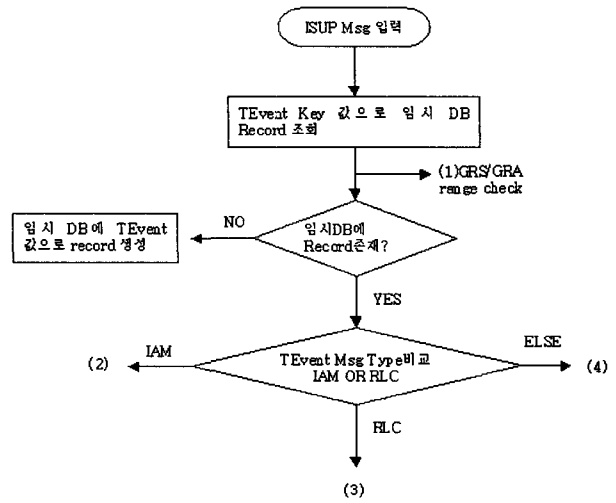 ISUP Msg 입력
TEvent Key 값으로 임시 DB
Record 조회
(1)GRS/GRA
range check
임시DB에
Record존재?
NO
임시 DB에 TEvent
값으로 record 생성
YES
TEvent Msg Type비교
IAM OR RLC
IAM
(2)
ELSE
(4)
RLC
(3)